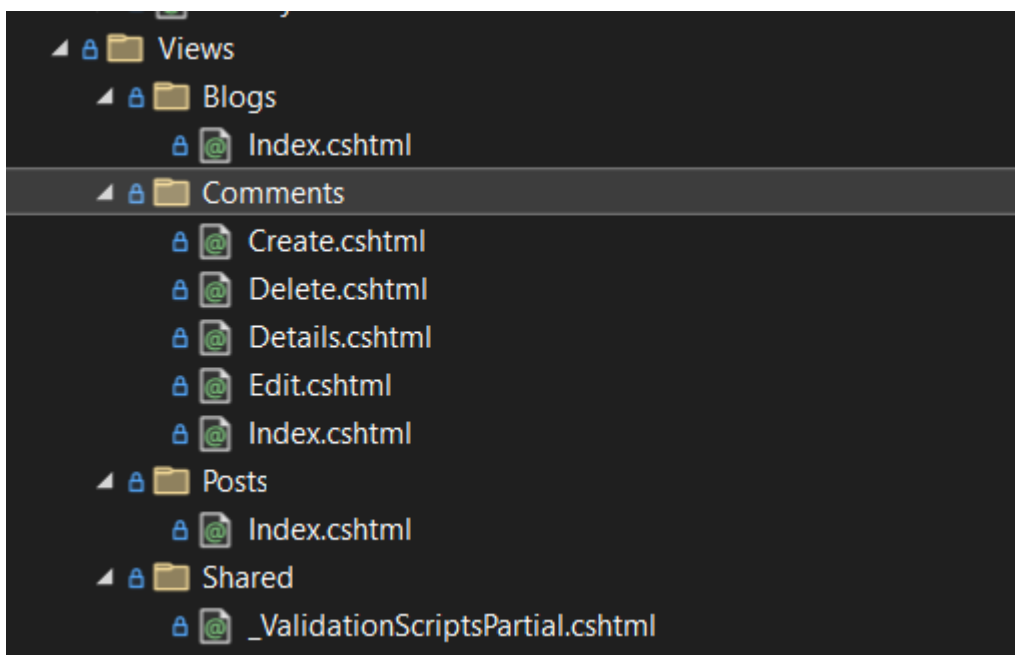 Views
Blogs
Index.cshtml
Comments
Create.cshtml
Delete.cshtml
Details.cshtml
Edit.cshtml
Index.cshtml
Posts
Index.cshtml
Shared
_ValidationScriptsPartial.cshtml